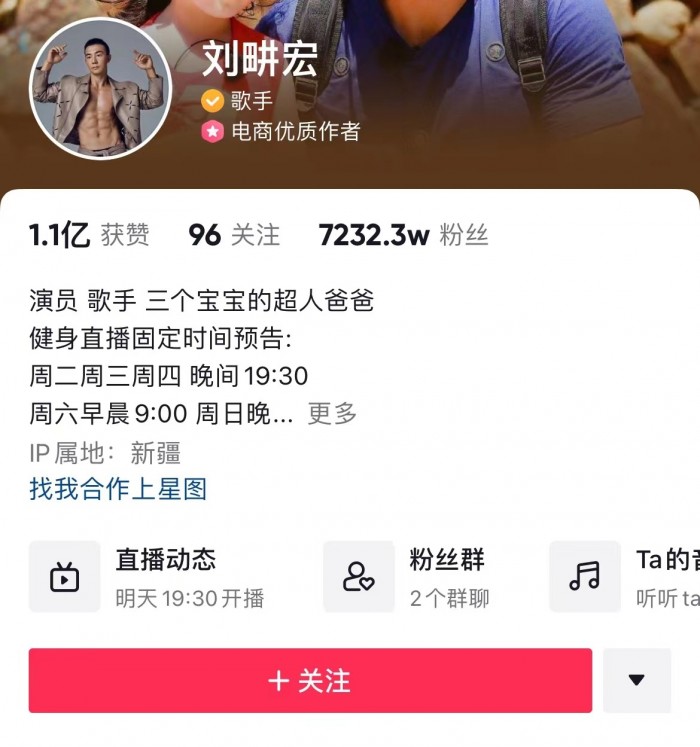 刘畊宏
歌手
电商优质作者
1.1亿 获赞 96 关注 7232.3w 粉丝
演员 歌手 三个宝宝的超人爸爸
健身直播固定时间预告:
周二周三周四 晚间19:30
周六早晨9:00 周日晚... 更多
IP属地：新疆
找我合作上星图
直播动态 粉丝群 Ta的音
明天19:30开播 2个群聊 听听ta
+ 关注